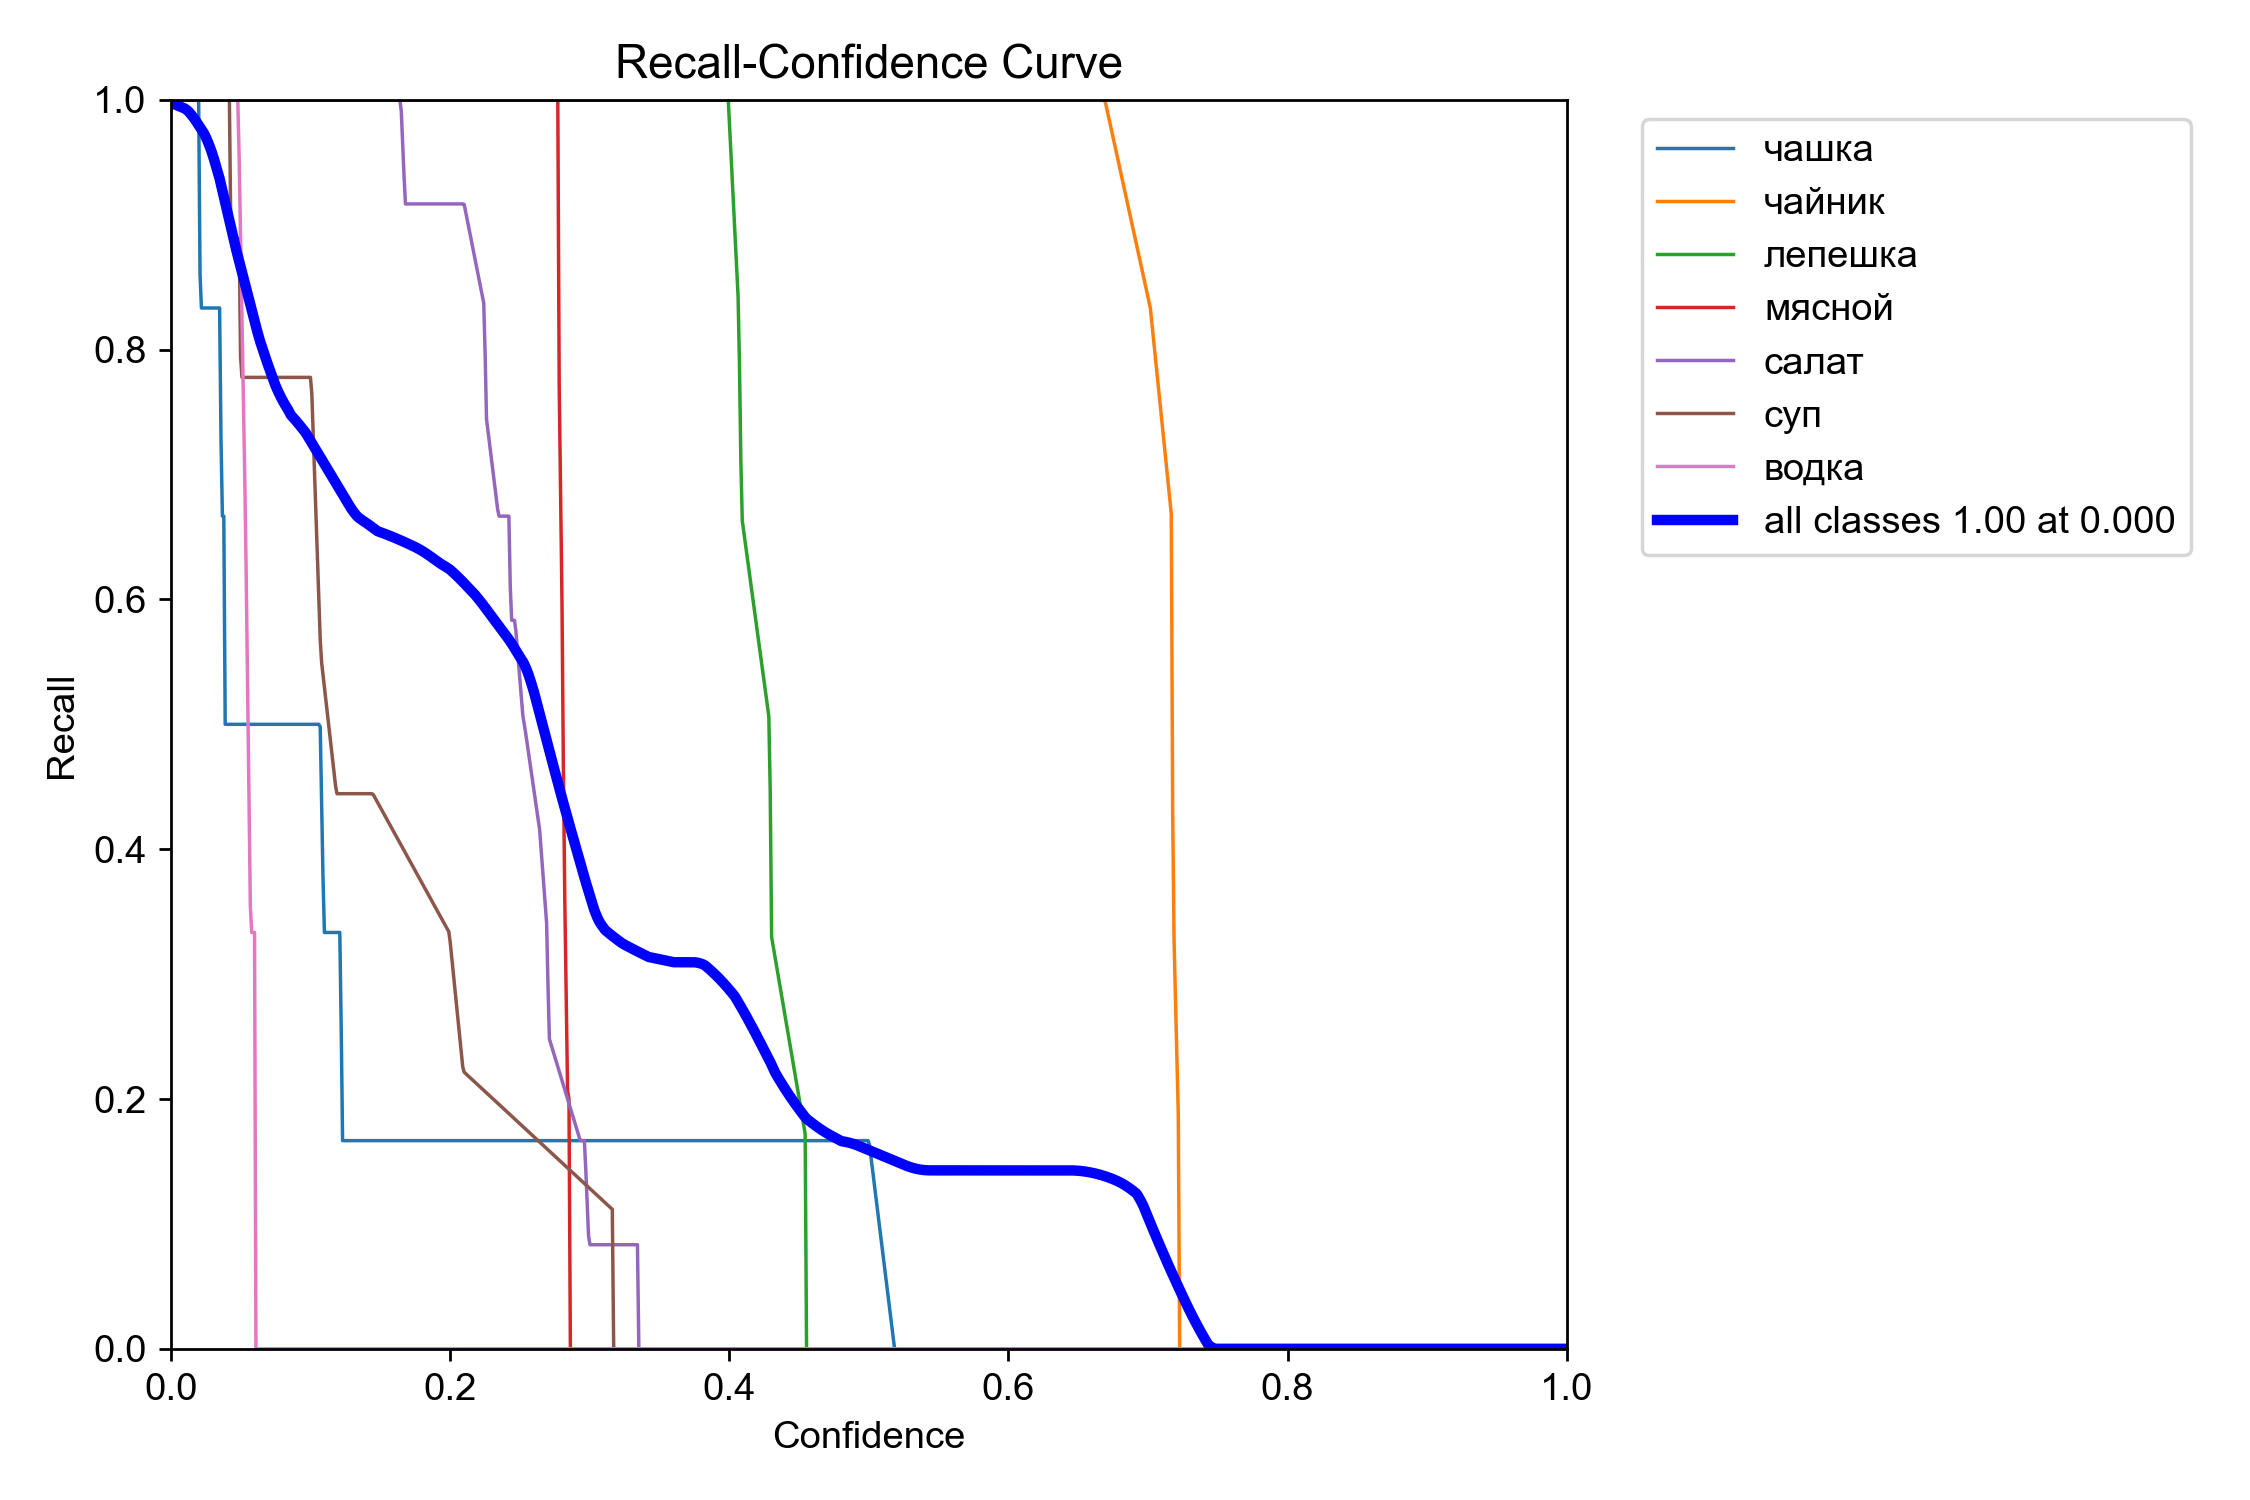 Recall-Confidence Curve
1.0
0.8
0.6
0.4
0.2
0.0
Recall
0.0 0.2 0.4 0.6 0.8 1.0
Confidence
чашка
чайник
лепешка
мясной
салат
суп
водка
all classes 1.00 at 0.000